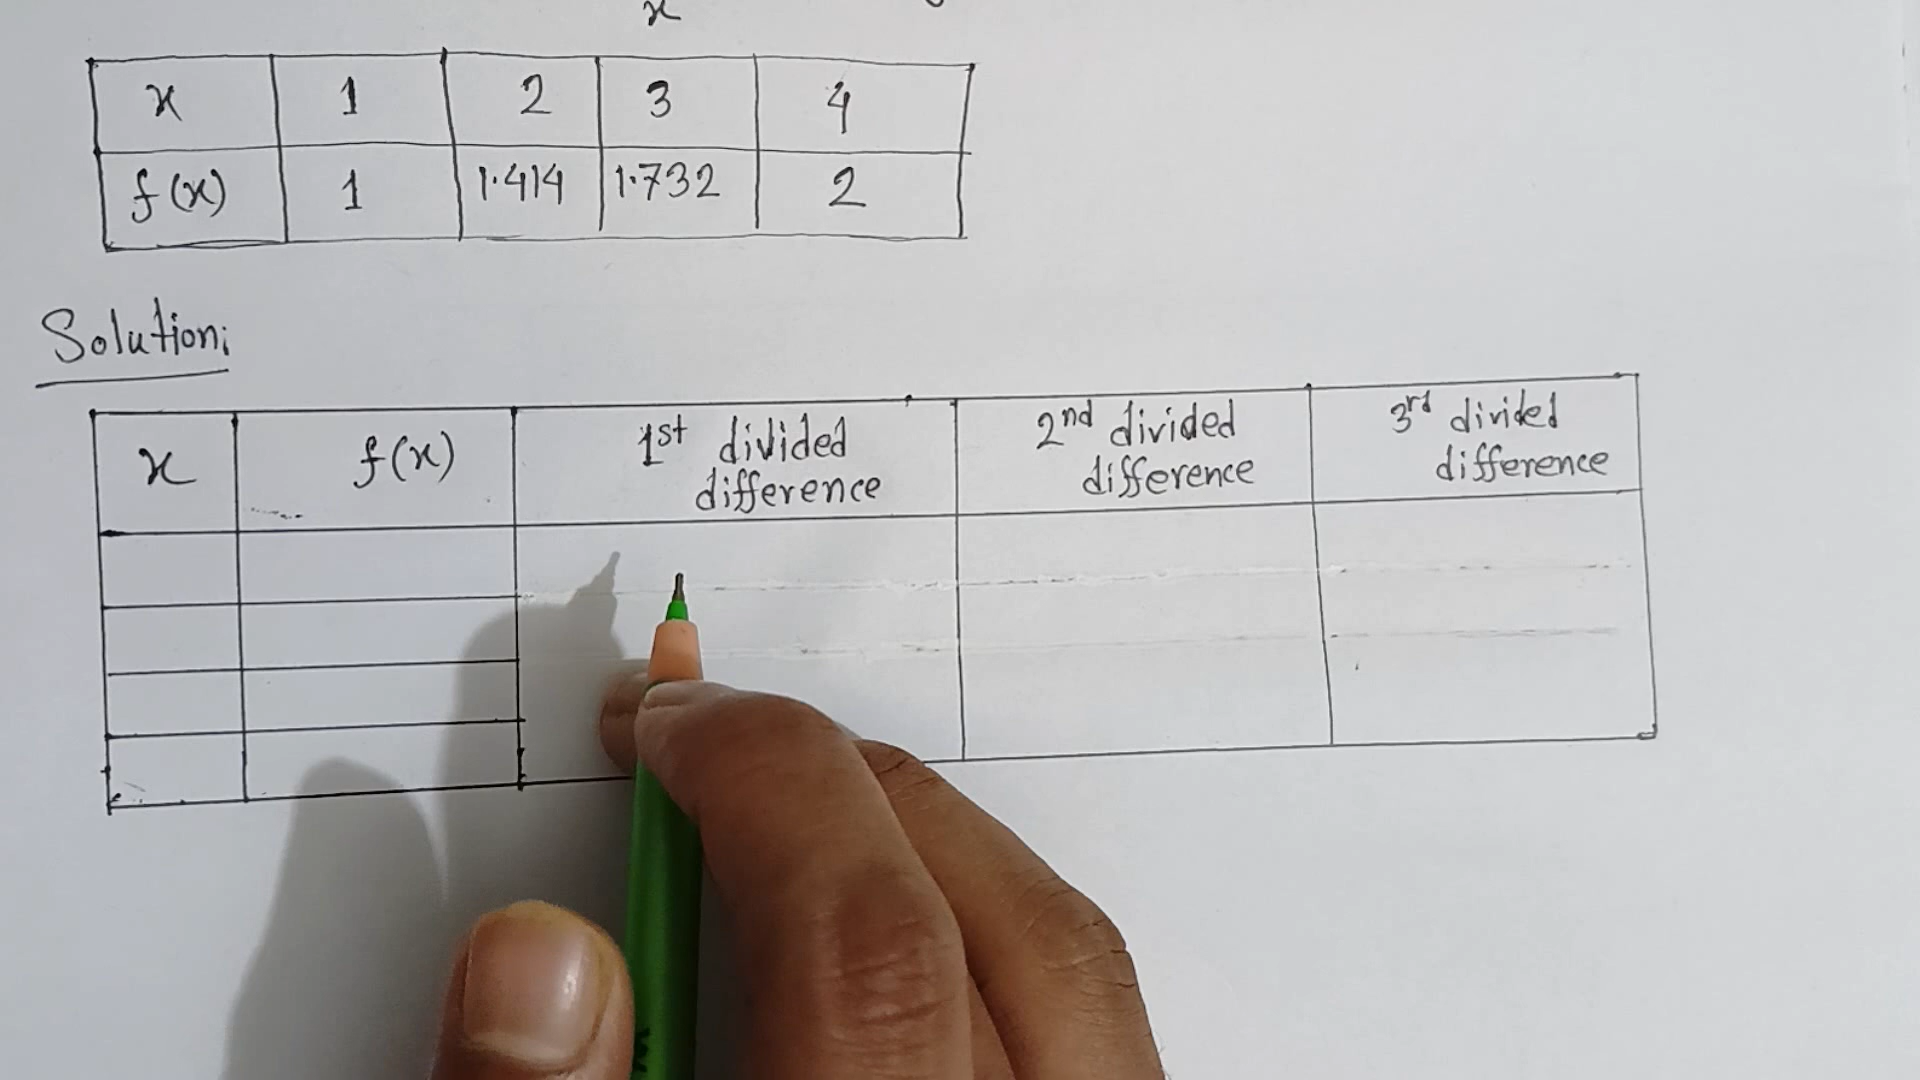 x
x 1 2 3 4
f(x) 1 1.414 1.732 2
Solution:
x f(x) 1st divided difference 2nd divided difference 3rd divided difference